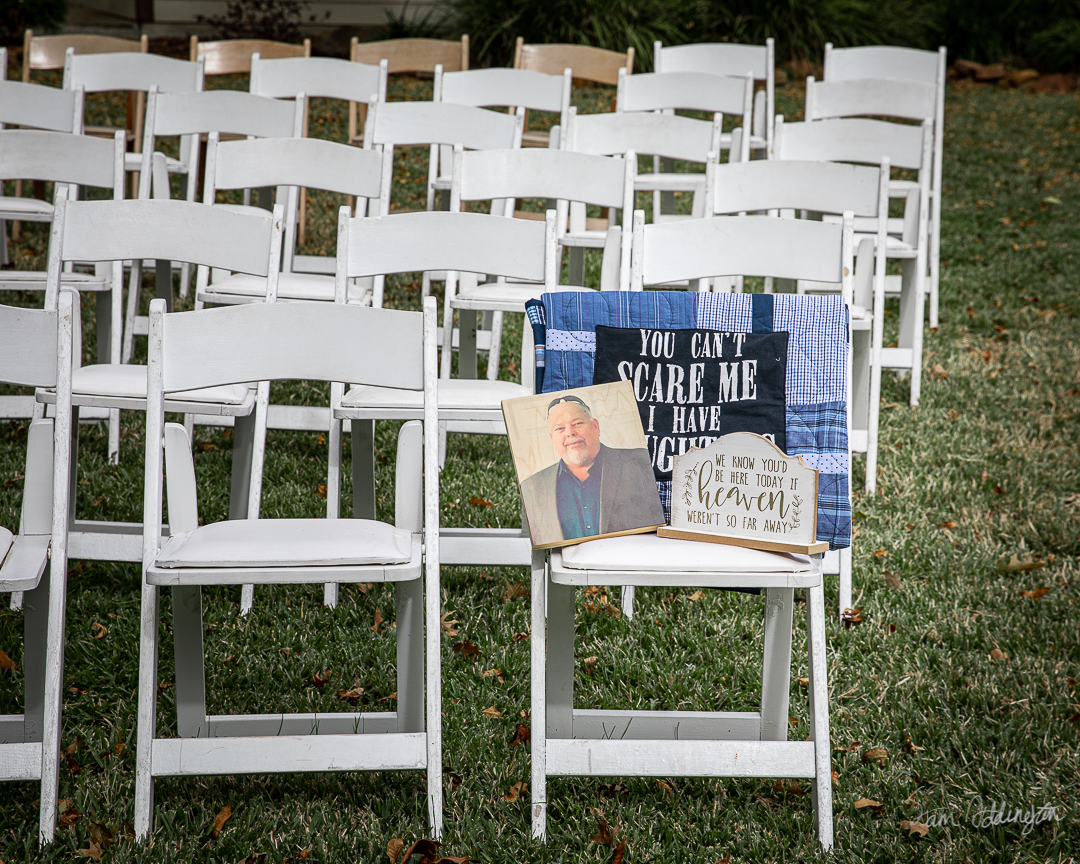 YOU CAN'T
SCARE ME
I HAVE
WE KNOW YOU'D
BE HERE TODAY IF
heaven
WEREN'T SO FAR AWAY